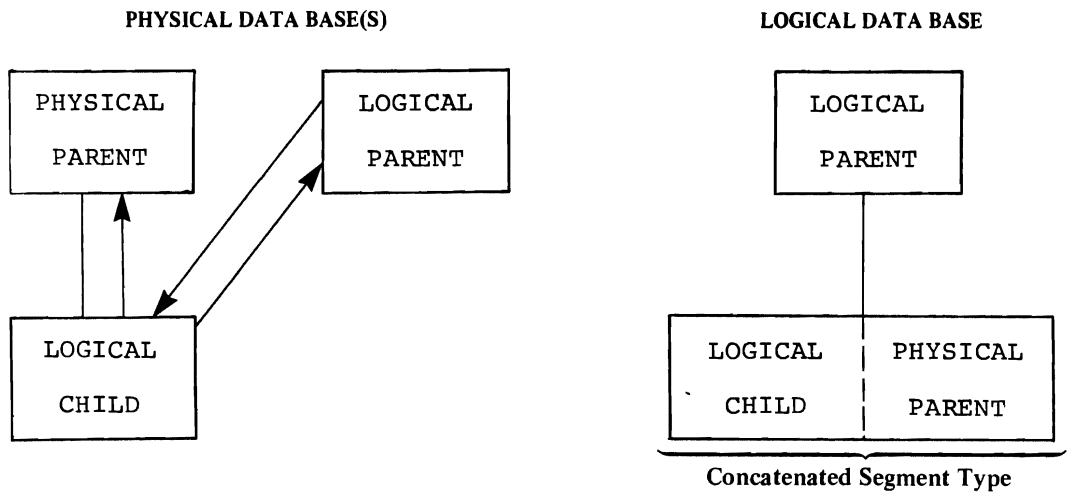 PHYSICAL DATA BASE(S)
PHYSICAL
PARENT
LOGICAL
PARENT
LOGICAL
CHILD
LOGICAL DATA BASE
LOGICAL
PARENT
LOGICAL
CHILD
PHYSICAL
PARENT
Concatenated Segment Type